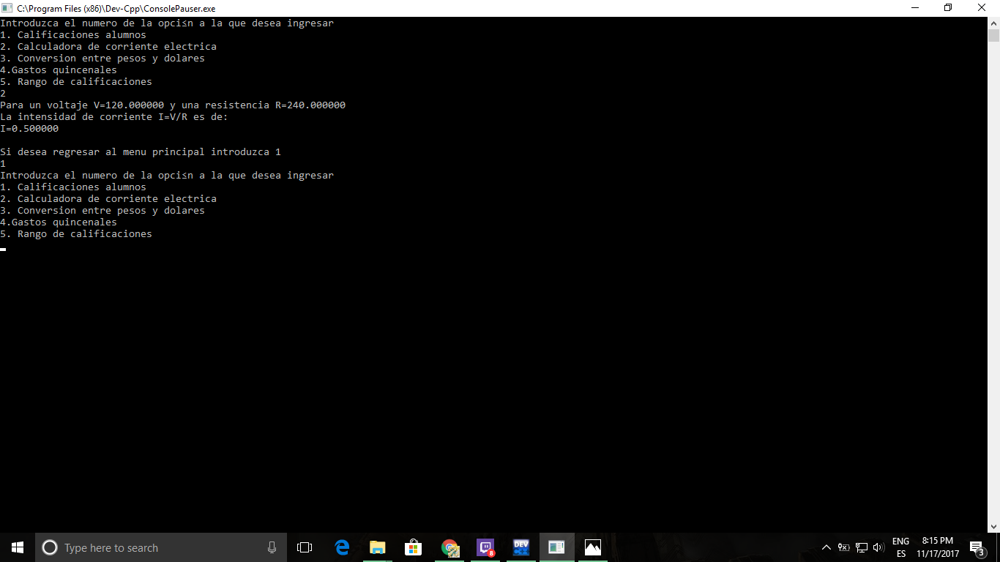 C:\Program Files (x86)\Dev-Cpp\ConsolePauser.exe
Introduzca el numero de la opci≤n a la que desea ingresar
1. Calificaciones alumnos
2. Calculadora de corriente electrica
3. Conversion entre pesos y dolares
4.Gastos quincenales
5. Rango de calificaciones
2
Para un voltaje V=120.000000 y una resistencia R=240.000000
La intensidad de corriente I=V/R es de:
I=0.500000
Si desea regresar al menu principal introduzca 1
1
Introduzca el numero de la opci≤n a la que desea ingresar
1. Calificaciones alumnos
2. Calculadora de corriente electrica
3. Conversion entre pesos y dolares
4.Gastos quincenales
5. Rango de calificaciones
Type here to search
8
DEV
ENG
ES
8:15 PM
11/17/2017
3